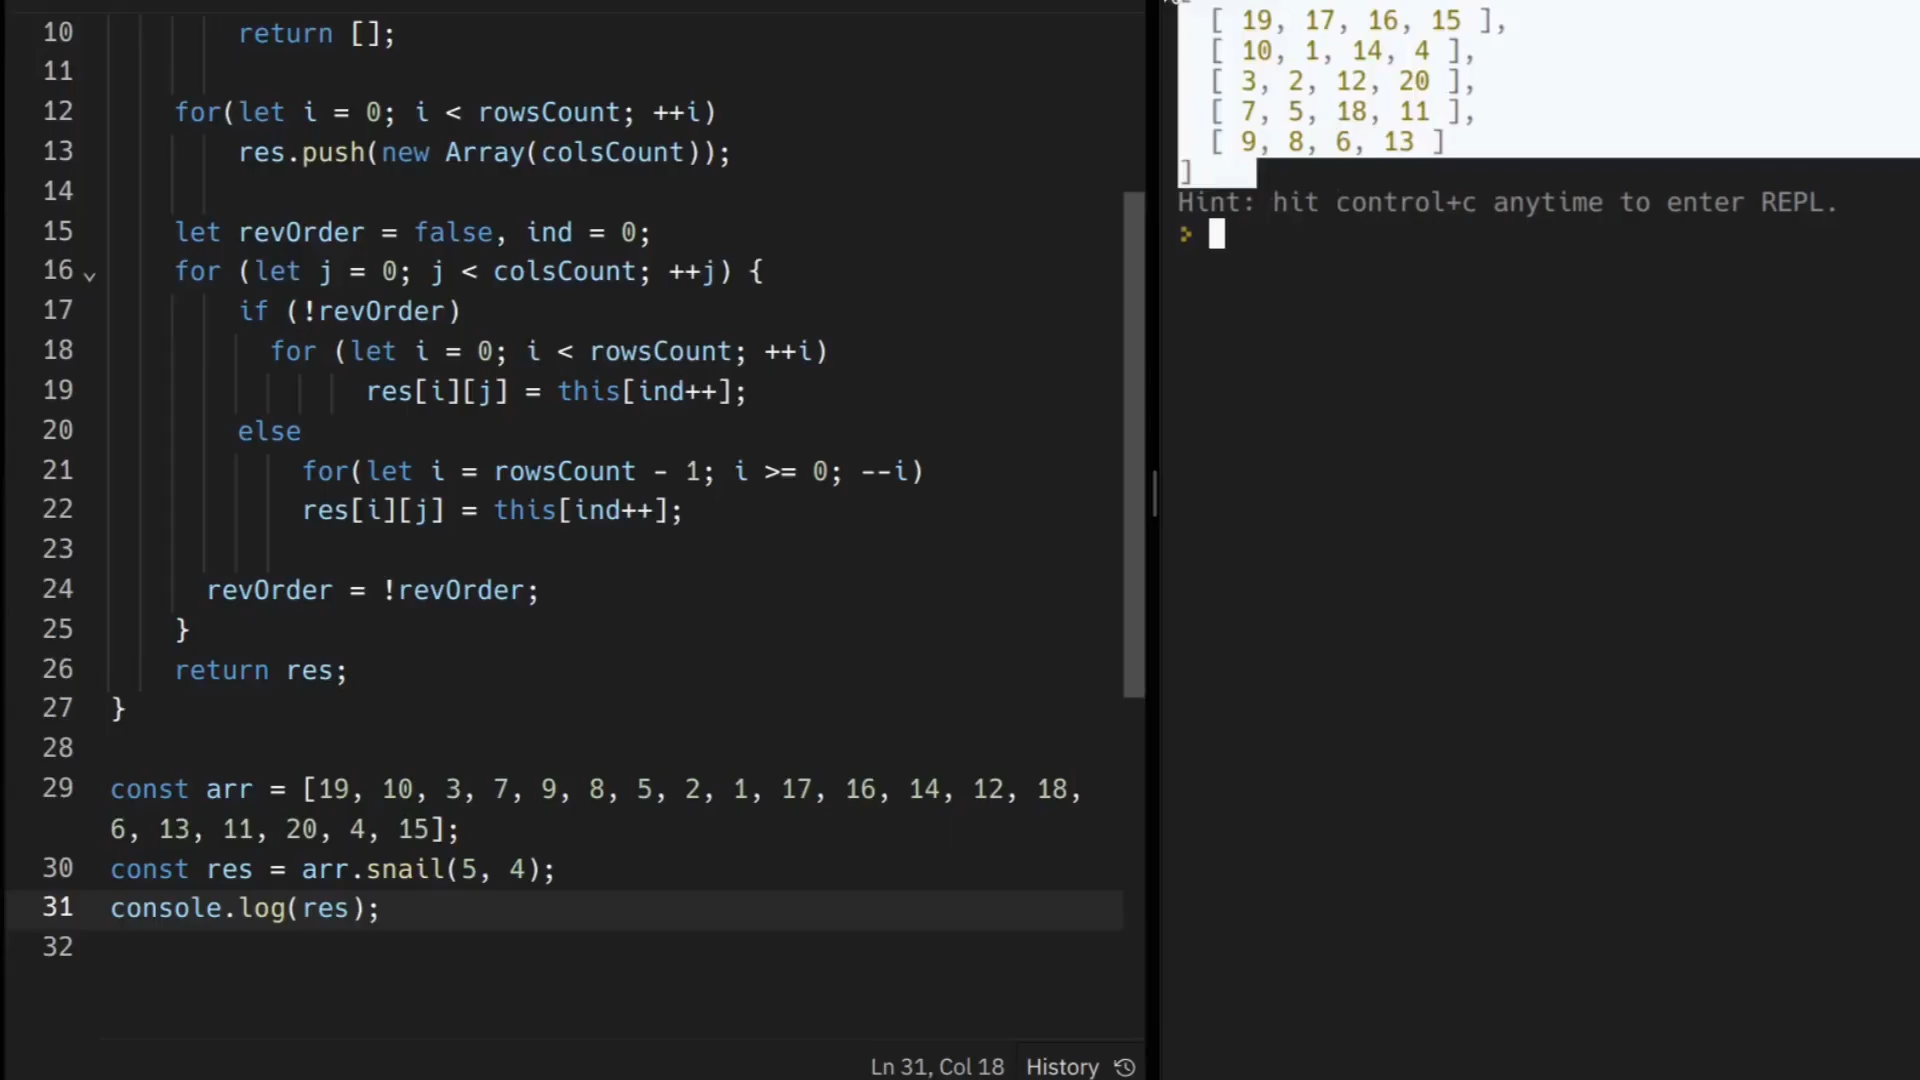 10 return [];
11
12 for(let i = 0; i < rowsCount; ++i)
13 res.push(new Array(colsCount));
14
15 let revOrder = false, ind = 0;
16 for (let j = 0; j < colsCount; ++j) {
17 if (!revOrder)
18 for (let i = 0; i < rowsCount; ++i)
19 res[i][j] = this[ind++];
20 else
21 for(let i = rowsCount - 1; i >= 0; --i)
22 res[i][j] = this[ind++];
23
24 revOrder = !revOrder;
25 }
26 return res;
27 }
28
29 const arr = [19, 10, 3, 7, 9, 8, 5, 2, 1, 17, 16, 14, 12, 18,
6, 13, 11, 20, 4, 15];
30 const res = arr.snail(5, 4);
31 console.log(res);
32
Ln 31, Col 18 History
[ 19, 17, 16, 15 ],
[ 10, 1, 14, 4 ],
[ 3, 2, 12, 20 ],
[ 7, 5, 18, 11 ],
[ 9, 8, 6, 13 ]
]
Hint: hit control+c anytime to enter REPL.